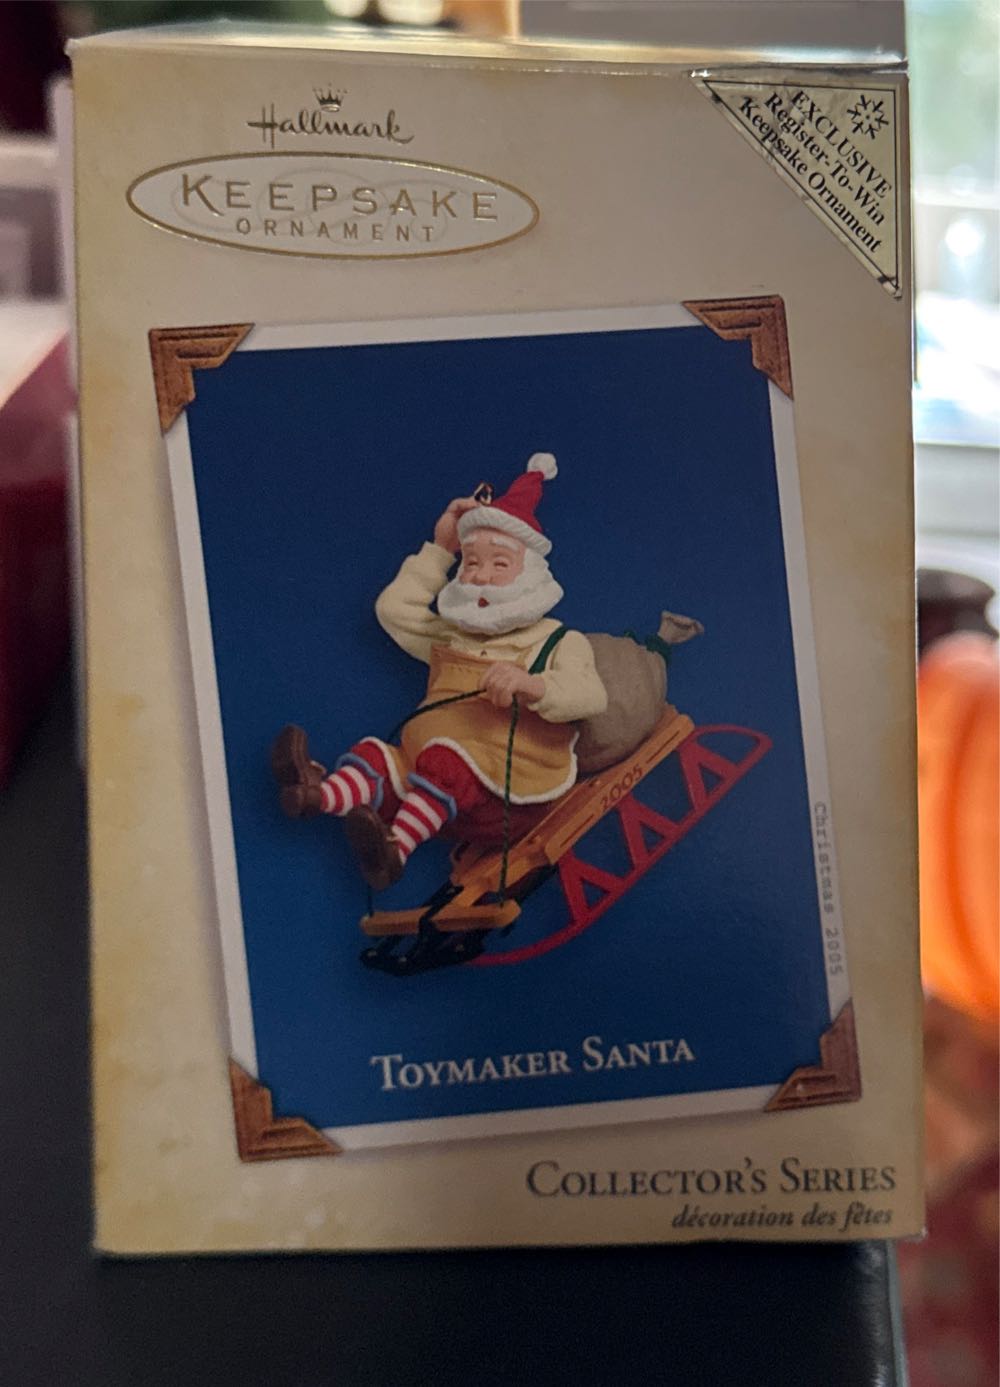 Hallmark
KEEPSAKE
ORNAMENT
EXCLUSIVE
Register-To-Win
Keepsake Ornament
2005
Christmas 2005
TOYMAKER SANTA
COLLECTOR'S SERIES
décoration des fêtes